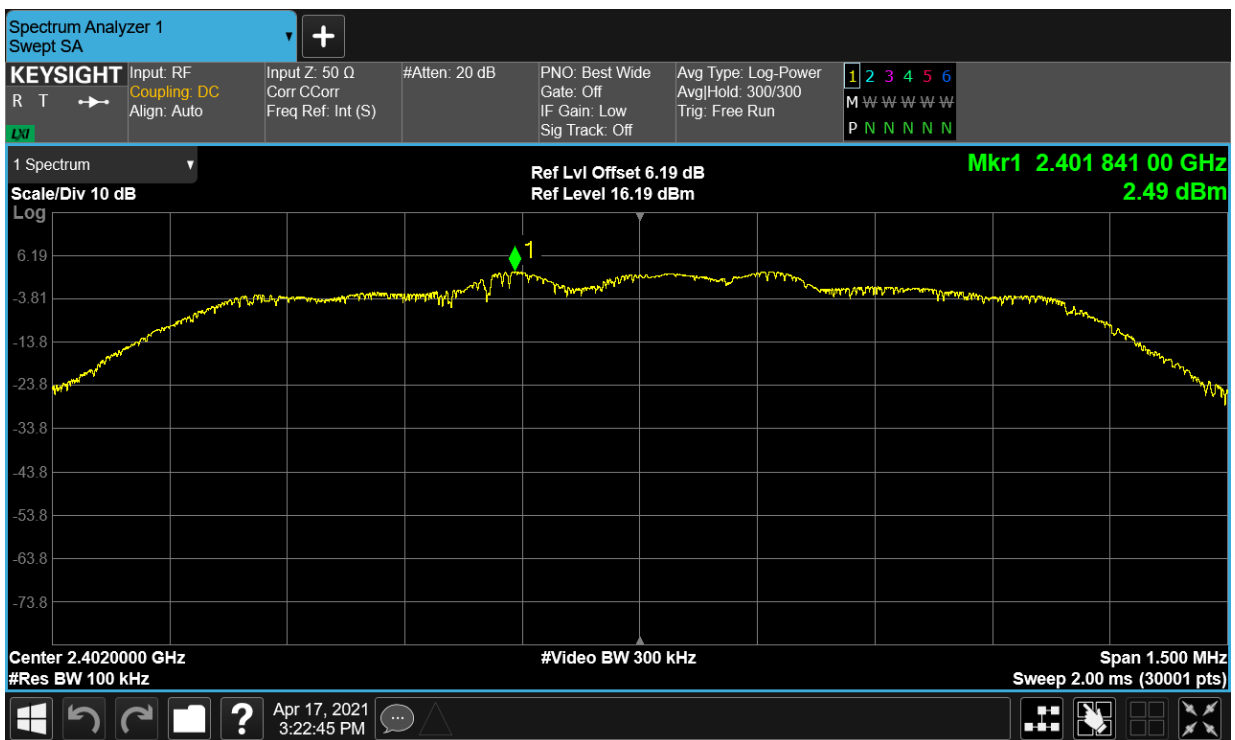 Spectrum Analyzer 1
Swept SA
KEYSIGHT
R T
LXI
Input: RF
Coupling: DC
Align: Auto
Input Z: 50 Ω
Corr CCorr
Freq Ref: Int (S)
#Atten: 20 dB
PNO: Best Wide
Gate: Off
IF Gain: Low
Sig Track: Off
Avg Type: Log-Power
Avg|Hold: 300/300
Trig: Free Run
1 2 3 4 5 6
M W W W W W
P N N N N N
1 Spectrum
Scale/Div 10 dB
Log
Ref Lvl Offset 6.19 dB
Ref Level 16.19 dBm
Mkr1 2.401 841 00 GHz
2.49 dBm
1
6.19
-3.81
-13.8
-23.8
-33.8
-43.8
-53.8
-63.8
-73.8
Center 2.4020000 GHz
#Res BW 100 kHz
#Video BW 300 kHz
Span 1.500 MHz
Sweep 2.00 ms (30001 pts)
?
Apr 17, 2021
3:22:45 PM